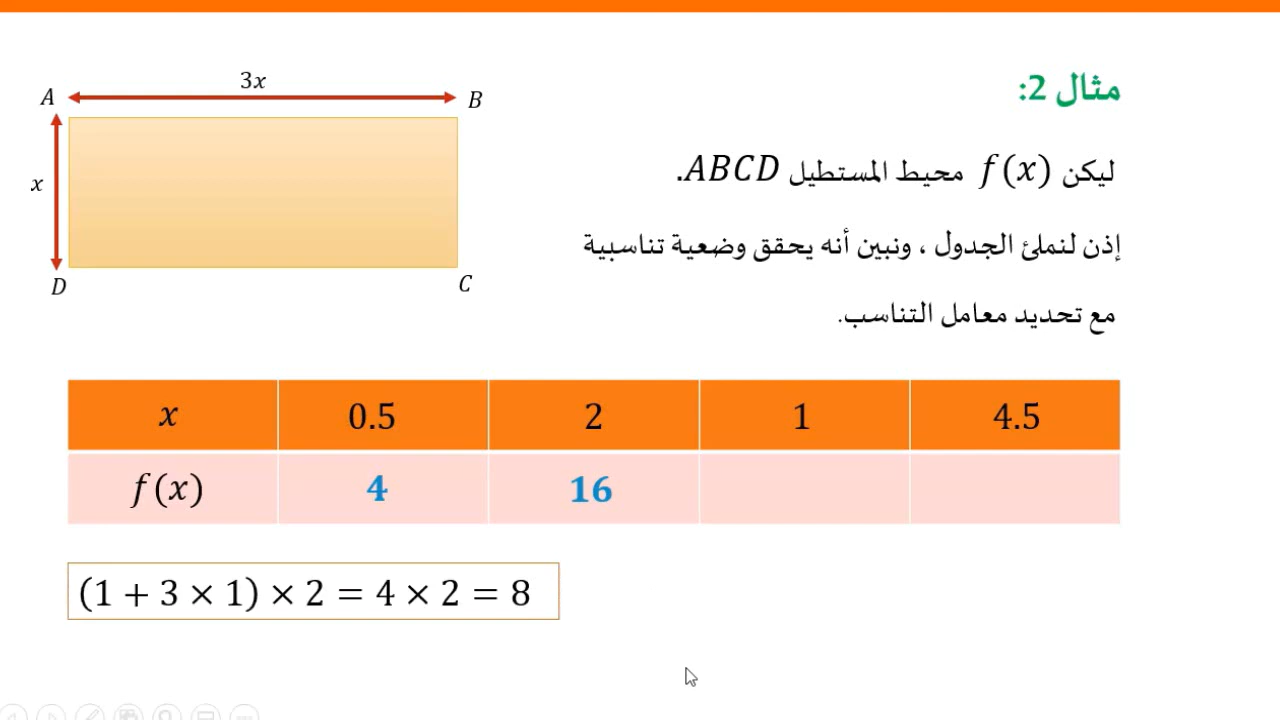 مثال 2:
3x
A
B
x
D
C
ليكن f(x) محيط المستطيل ABCD.
إذن لنملئ الجدول ، ونبين أنه يحقق وضعية تناسبية
مع تحديد معامل التناسب.
x 0.5 2 1 4.5
f(x) 4 16
(1 + 3 × 1) × 2 = 4 × 2 = 8